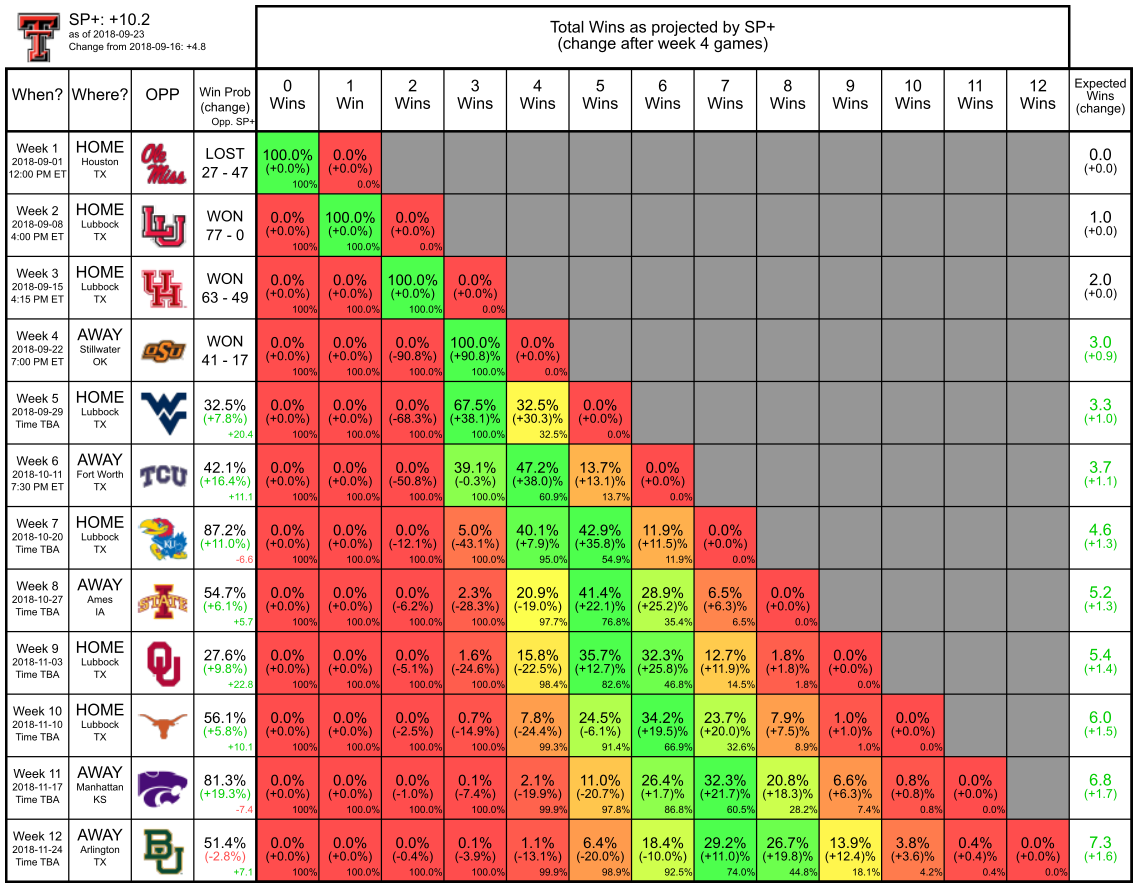 SP+: +10.2
as of 2018-09-23
Change from 2018-09-16: +4.8
Total Wins as projected by SP+
(change after week 4 games)
When? Where? OPP Win Prob (change) Opp. SP+ 0 Wins 1 Win 2 Wins 3 Wins 4 Wins 5 Wins 6 Wins 7 Wins 8 Wins 9 Wins 10 Wins 11 Wins 12 Wins Expected Wins (change)
Week 1 HOME Ole LOST 100.0% 0.0% 0.0
2018-09-01 Houston Miss 27 - 47 (+0.0%) (+0.0%) (+0.0)
12:00 PM ET TX 100% 0.0%
Week 2 HOME LU WON 0.0% 100.0% 0.0% 1.0
2018-09-08 Lubbock 77 - 0 (+0.0%) (+0.0%) (+0.0%) (+0.0)
4:00 PM ET TX 100% 100.0% 0.0%
Week 3 HOME UH WON 0.0% 0.0% 100.0% 0.0% 2.0
2018-09-15 Lubbock 63 - 49 (+0.0%) (+0.0%) (+0.0%) (+0.0%) (+0.0)
4:15 PM ET TX 100% 100.0% 100.0% 0.0%
Week 4 AWAY OSU WON 0.0% 0.0% 0.0% 100.0% 0.0% 3.0
2018-09-22 Stillwater 41 - 17 (+0.0%) (+0.0%) (-90.8%) (+90.8)% (+0.0%) (+0.9)
7:00 PM ET OK 100% 100.0% 100.0% 100.0% 0.0%
Week 5 HOME WV 32.5% 0.0% 0.0% 0.0% 67.5% 32.5% 0.0% 3.3
2018-09-29 Lubbock (+7.8%) (+0.0%) (+0.0%) (-68.3%) (+38.1)% (+30.3)% (+0.0%) (+1.0)
Time TBA TX +20.4 100% 100.0% 100.0% 100.0% 32.5% 0.0%
Week 6 AWAY TCU 42.1% 0.0% 0.0% 0.0% 39.1% 47.2% 13.7% 0.0% 3.7
2018-10-11 Fort Worth (+16.4%) (+0.0%) (+0.0%) (-50.8%) (-0.3%) (+38.0)% (+13.1)% (+0.0%) (+1.1)
7:30 PM ET TX +11.1 100% 100.0% 100.0% 100.0% 60.9% 13.7% 0.0%
Week 7 HOME KU 87.2% 0.0% 0.0% 0.0% 5.0% 40.1% 42.9% 11.9% 0.0% 4.6
2018-10-20 Lubbock (+11.0%) (+0.0%) (+0.0%) (-12.1%) (-43.1%) (+7.9)% (+35.8)% (+11.5)% (+0.0%) (+1.3)
Time TBA TX -6.6 100% 100.0% 100.0% 100.0% 95.0% 54.9% 11.9% 0.0%
Week 8 AWAY STATE 54.7% 0.0% 0.0% 0.0% 2.3% 20.9% 41.4% 28.9% 6.5% 0.0% 5.2
2018-10-27 Ames (+6.1%) (+0.0%) (+0.0%) (-6.2%) (-28.3%) (-19.0%) (+22.1)% (+25.2)% (+6.3)% (+0.0%) (+1.3)
Time TBA IA +5.7 100% 100.0% 100.0% 100.0% 97.7% 76.8% 35.4% 6.5% 0.0%
Week 9 HOME OU 27.6% 0.0% 0.0% 0.0% 1.6% 15.8% 35.7% 32.3% 12.7% 1.8% 0.0% 5.4
2018-11-03 Lubbock (+9.8%) (+0.0%) (+0.0%) (-5.1%) (-24.6%) (-22.5%) (+12.7)% (+25.8)% (+11.9)% (+1.8)% (+0.0%) (+1.4)
Time TBA TX +22.8 100% 100.0% 100.0% 100.0% 98.4% 82.6% 46.8% 14.5% 1.8% 0.0%
Week 10 HOME 56.1% 0.0% 0.0% 0.0% 0.7% 7.8% 24.5% 34.2% 23.7% 7.9% 1.0% 0.0% 6.0
2018-11-10 Lubbock (+5.8%) (+0.0%) (+0.0%) (-2.5%) (-14.9%) (-24.4%) (-6.1%) (+19.5)% (+20.0)% (+7.5)% (+1.0)% (+0.0%) (+1.5)
Time TBA TX +10.1 100% 100.0% 100.0% 100.0% 99.3% 91.4% 66.9% 32.6% 8.9% 1.0% 0.0%
Week 11 AWAY 81.3% 0.0% 0.0% 0.0% 0.1% 2.1% 11.0% 26.4% 32.3% 20.8% 6.6% 0.8% 0.0% 6.8
2018-11-17 Manhattan (+19.3%) (+0.0%) (+0.0%) (-1.0%) (-7.4%) (-19.9%) (-20.7%) (+1.7)% (+21.7)% (+18.3)% (+6.3)% (+0.8)% (+0.0%) (+1.7)
Time TBA KS -7.4 100% 100.0% 100.0% 100.0% 99.9% 97.8% 86.8% 60.5% 28.2% 7.4% 0.8% 0.0%
Week 12 AWAY BU 51.4% 0.0% 0.0% 0.0% 0.1% 1.1% 6.4% 18.4% 29.2% 26.7% 13.9% 3.8% 0.4% 0.0% 7.3
2018-11-24 Arlington (-2.8%) (+0.0%) (+0.0%) (-0.4%) (-3.9%) (-13.1%) (-20.0%) (-10.0%) (+11.0)% (+19.8)% (+12.4)% (+3.6)% (+0.4)% (+0.0%) (+1.6)
Time TBA TX +7.1 100% 100.0% 100.0% 100.0% 99.9% 98.9% 92.5% 74.0% 44.8% 18.1% 4.2% 0.4% 0.0%